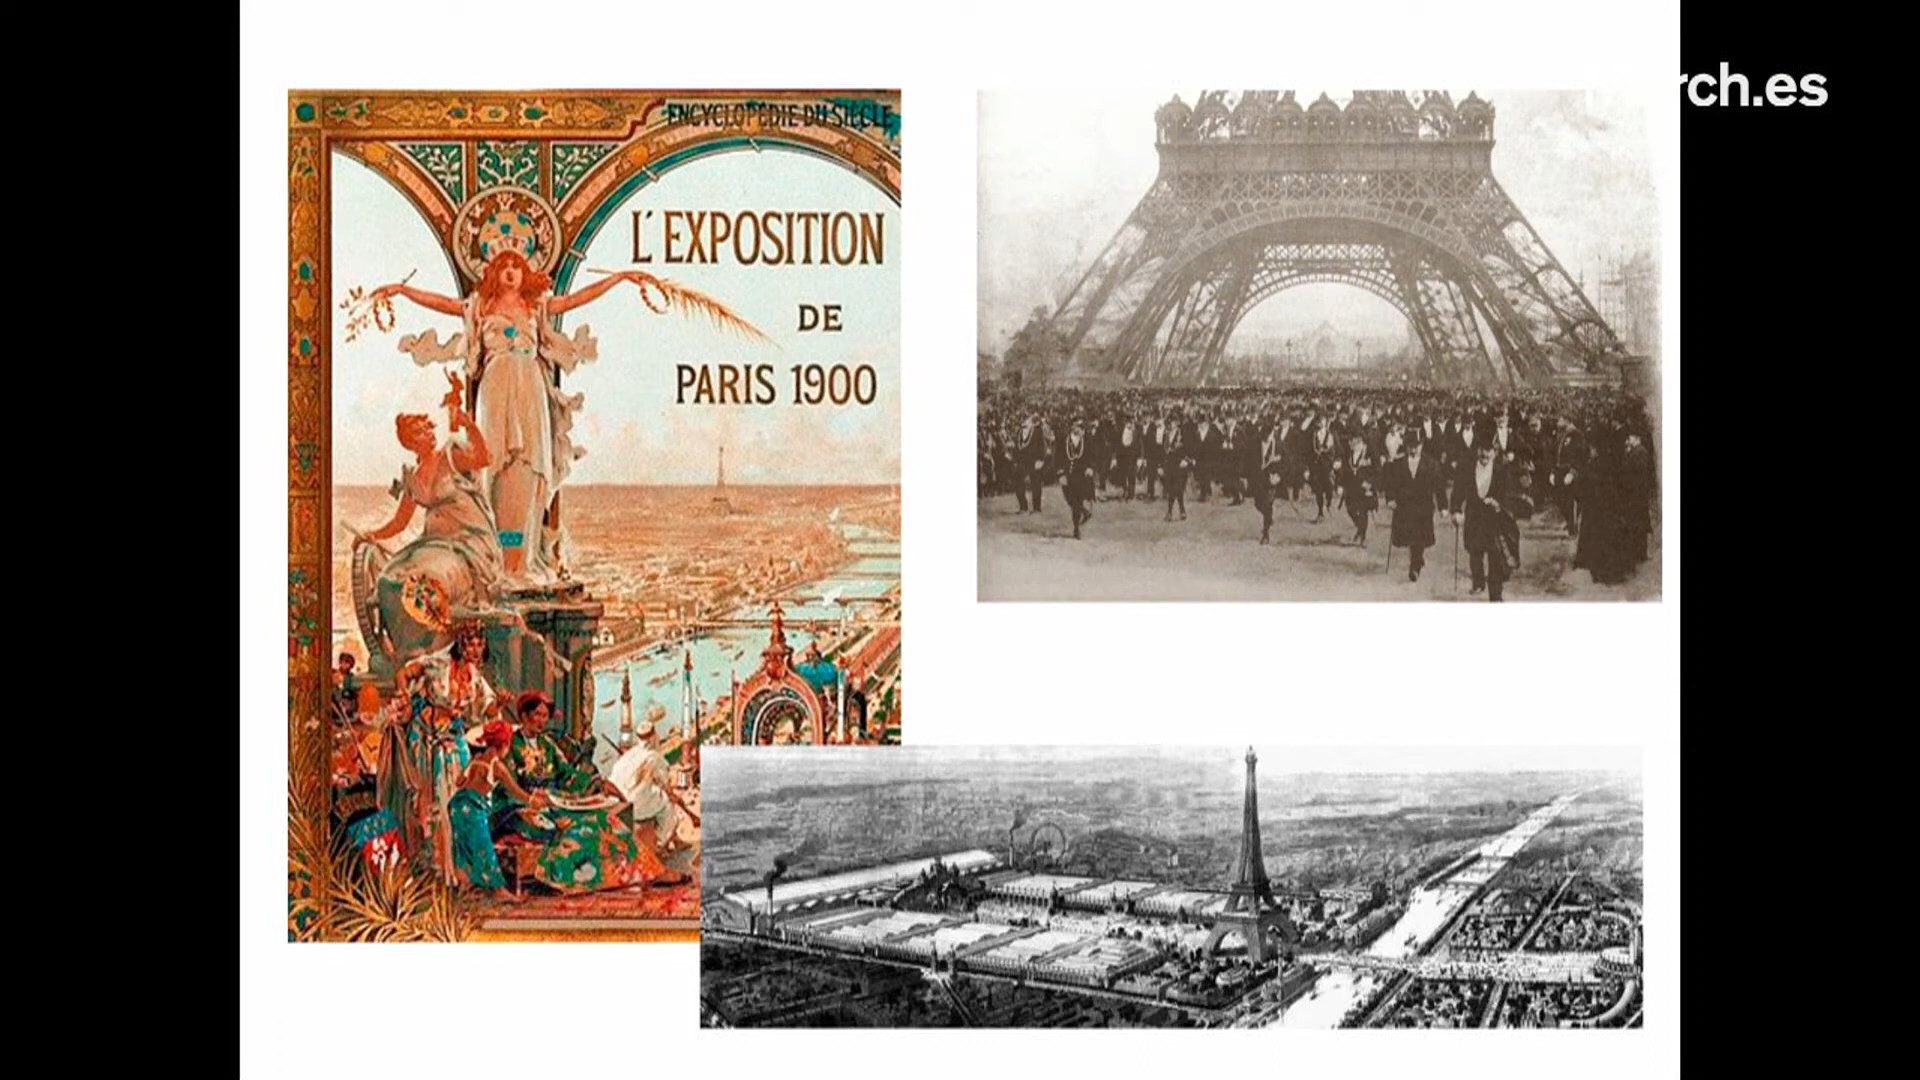 rch.es
ENCYCLOPÉDIE DU SIÈCLE
L'EXPOSITION
DE
PARIS 1900